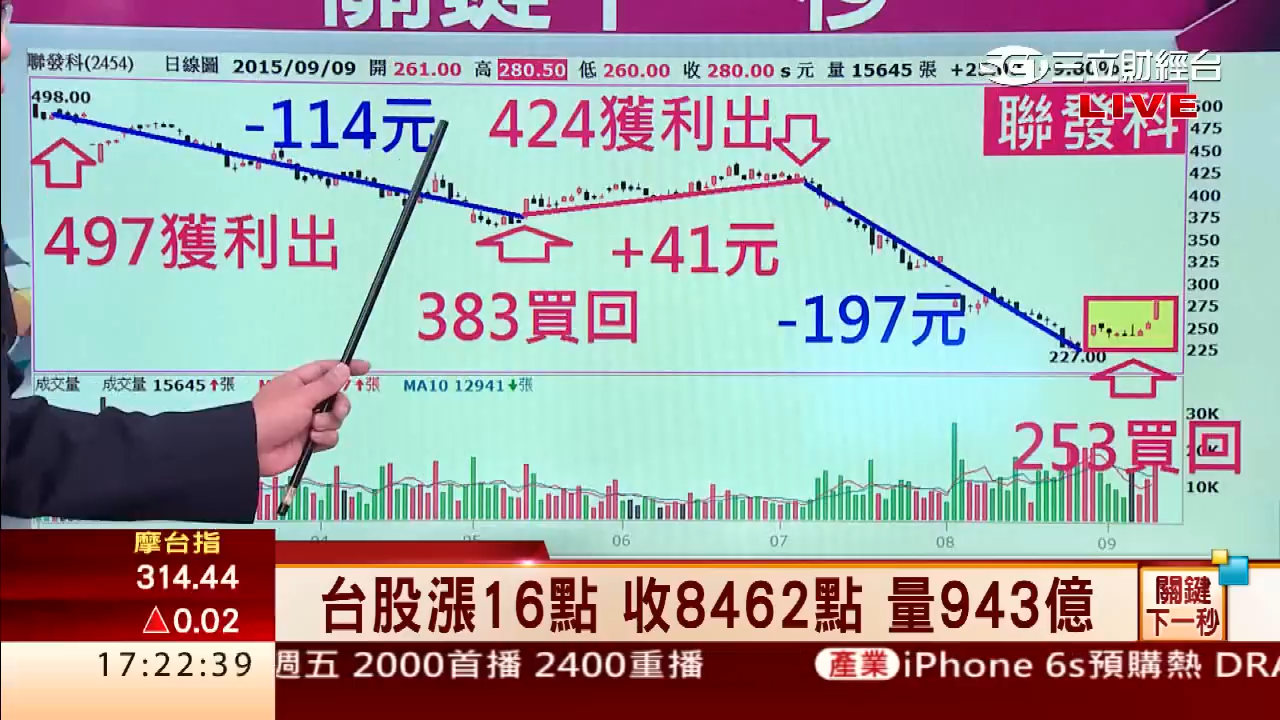 關鍵下一秒
聯發科(2454) 日線圖 2015/09/09 開 261.00 高 280.50 低 260.00 收 280.00 s 元 量 15645 張
三立財經台
LIVE
聯發科
498.00
-114元
424獲利出
497獲利出
+41元
383買回
-197元
227.00
253買回
500
475
450
425
400
375
350
325
300
275
250
225
成交量 成交量 15645↑張 MA10 12941↓張
30K
20K
10K
04 05 06 07 08 09
摩台指
314.44
△0.02
台股漲16點 收8462點 量943億
關鍵
下一秒
17:22:39
週五 2000首播 2400重播 產業 iPhone 6s預購熱 DRA